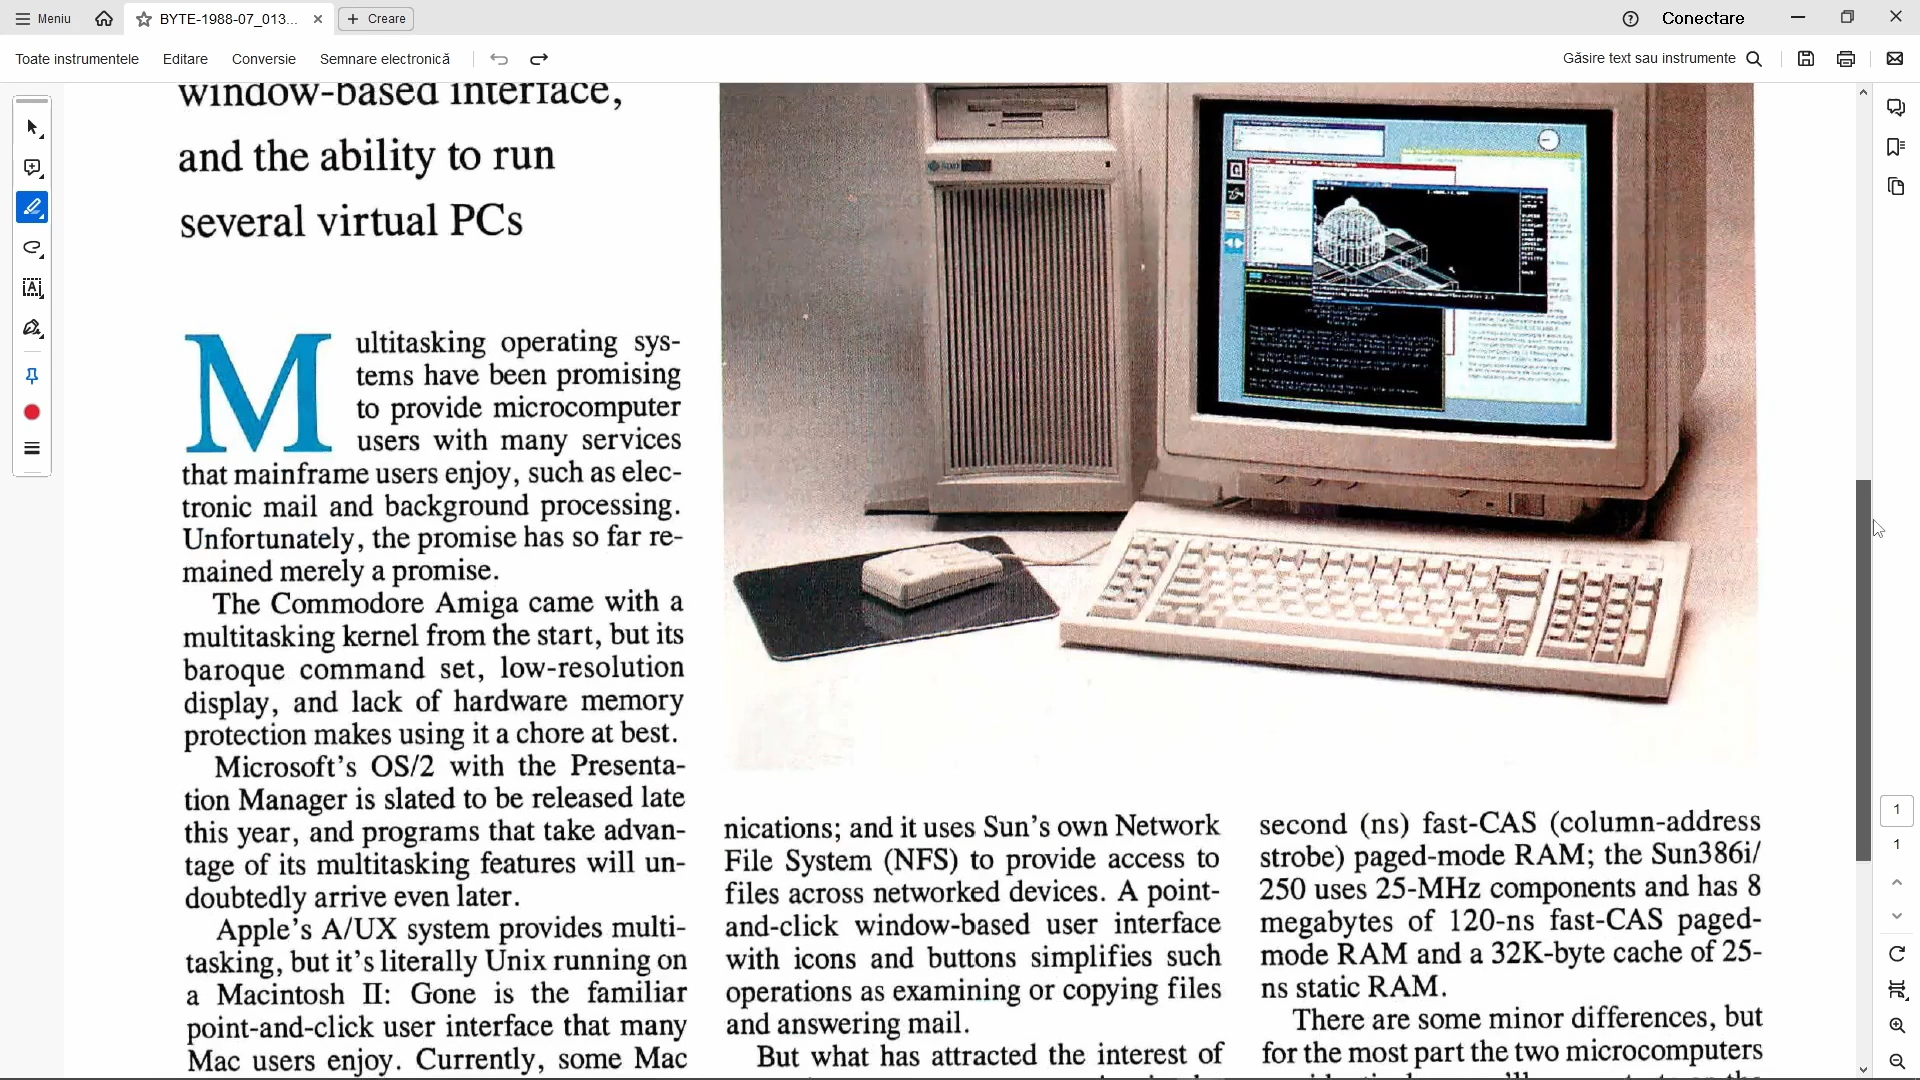 Meniu
BYTE-1988-07_013...
Creare
Conectare
Toate instrumentele
Editare
Conversie
Semnare electronică
Găsire text sau instrumente
window-based interface,
and the ability to run
several virtual PCs
Multitasking operating sys-
tems have been promising
to provide microcomputer
users with many services
that mainframe users enjoy, such as elec-
tronic mail and background processing.
Unfortunately, the promise has so far re-
mained merely a promise.
The Commodore Amiga came with a
multitasking kernel from the start, but its
baroque command set, low-resolution
display, and lack of hardware memory
protection makes using it a chore at best.
Microsoft's OS/2 with the Presenta-
tion Manager is slated to be released late
this year, and programs that take advan-
tage of its multitasking features will un-
doubtedly arrive even later.
Apple's A/UX system provides multi-
tasking, but it's literally Unix running on
a Macintosh II: Gone is the familiar
point-and-click user interface that many
Mac users enjoy. Currently, some Mac
nications; and it uses Sun's own Network
File System (NFS) to provide access to
files across networked devices. A point-
and-click window-based user interface
with icons and buttons simplifies such
operations as examining or copying files
and answering mail.
But what has attracted the interest of
second (ns) fast-CAS (column-address
strobe) paged-mode RAM; the Sun386i/
250 uses 25-MHz components and has 8
megabytes of 120-ns fast-CAS paged-
mode RAM and a 32K-byte cache of 25-
ns static RAM.
There are some minor differences, but
for the most part the two microcomputers
1
1